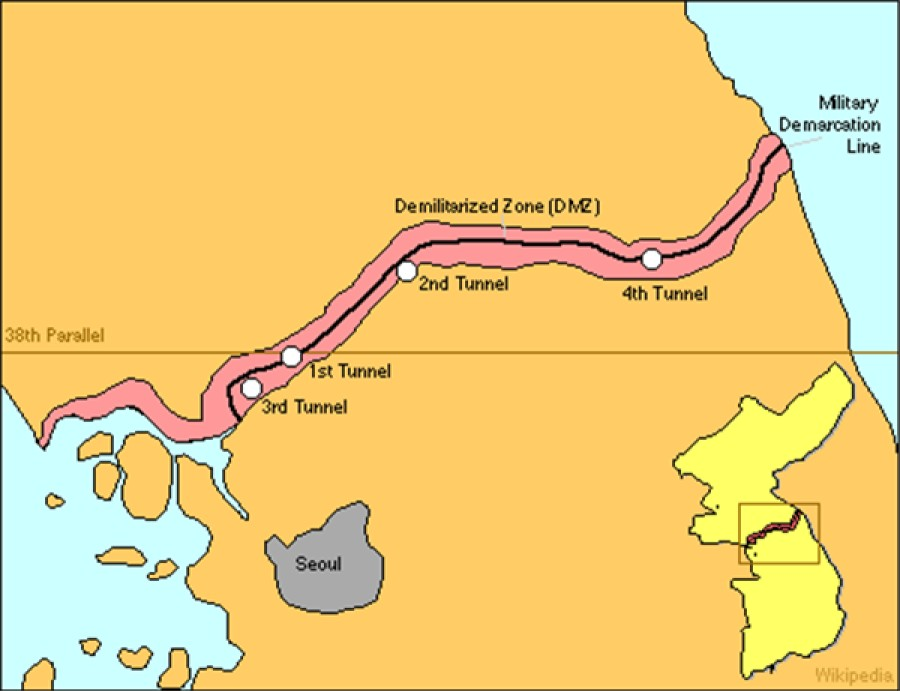 Military
Demarcation
Line
Demilitarized Zone (DMZ)
2nd Tunnel
4th Tunnel
38th Parallel
1st Tunnel
3rd Tunnel
Seoul
Wikipedia